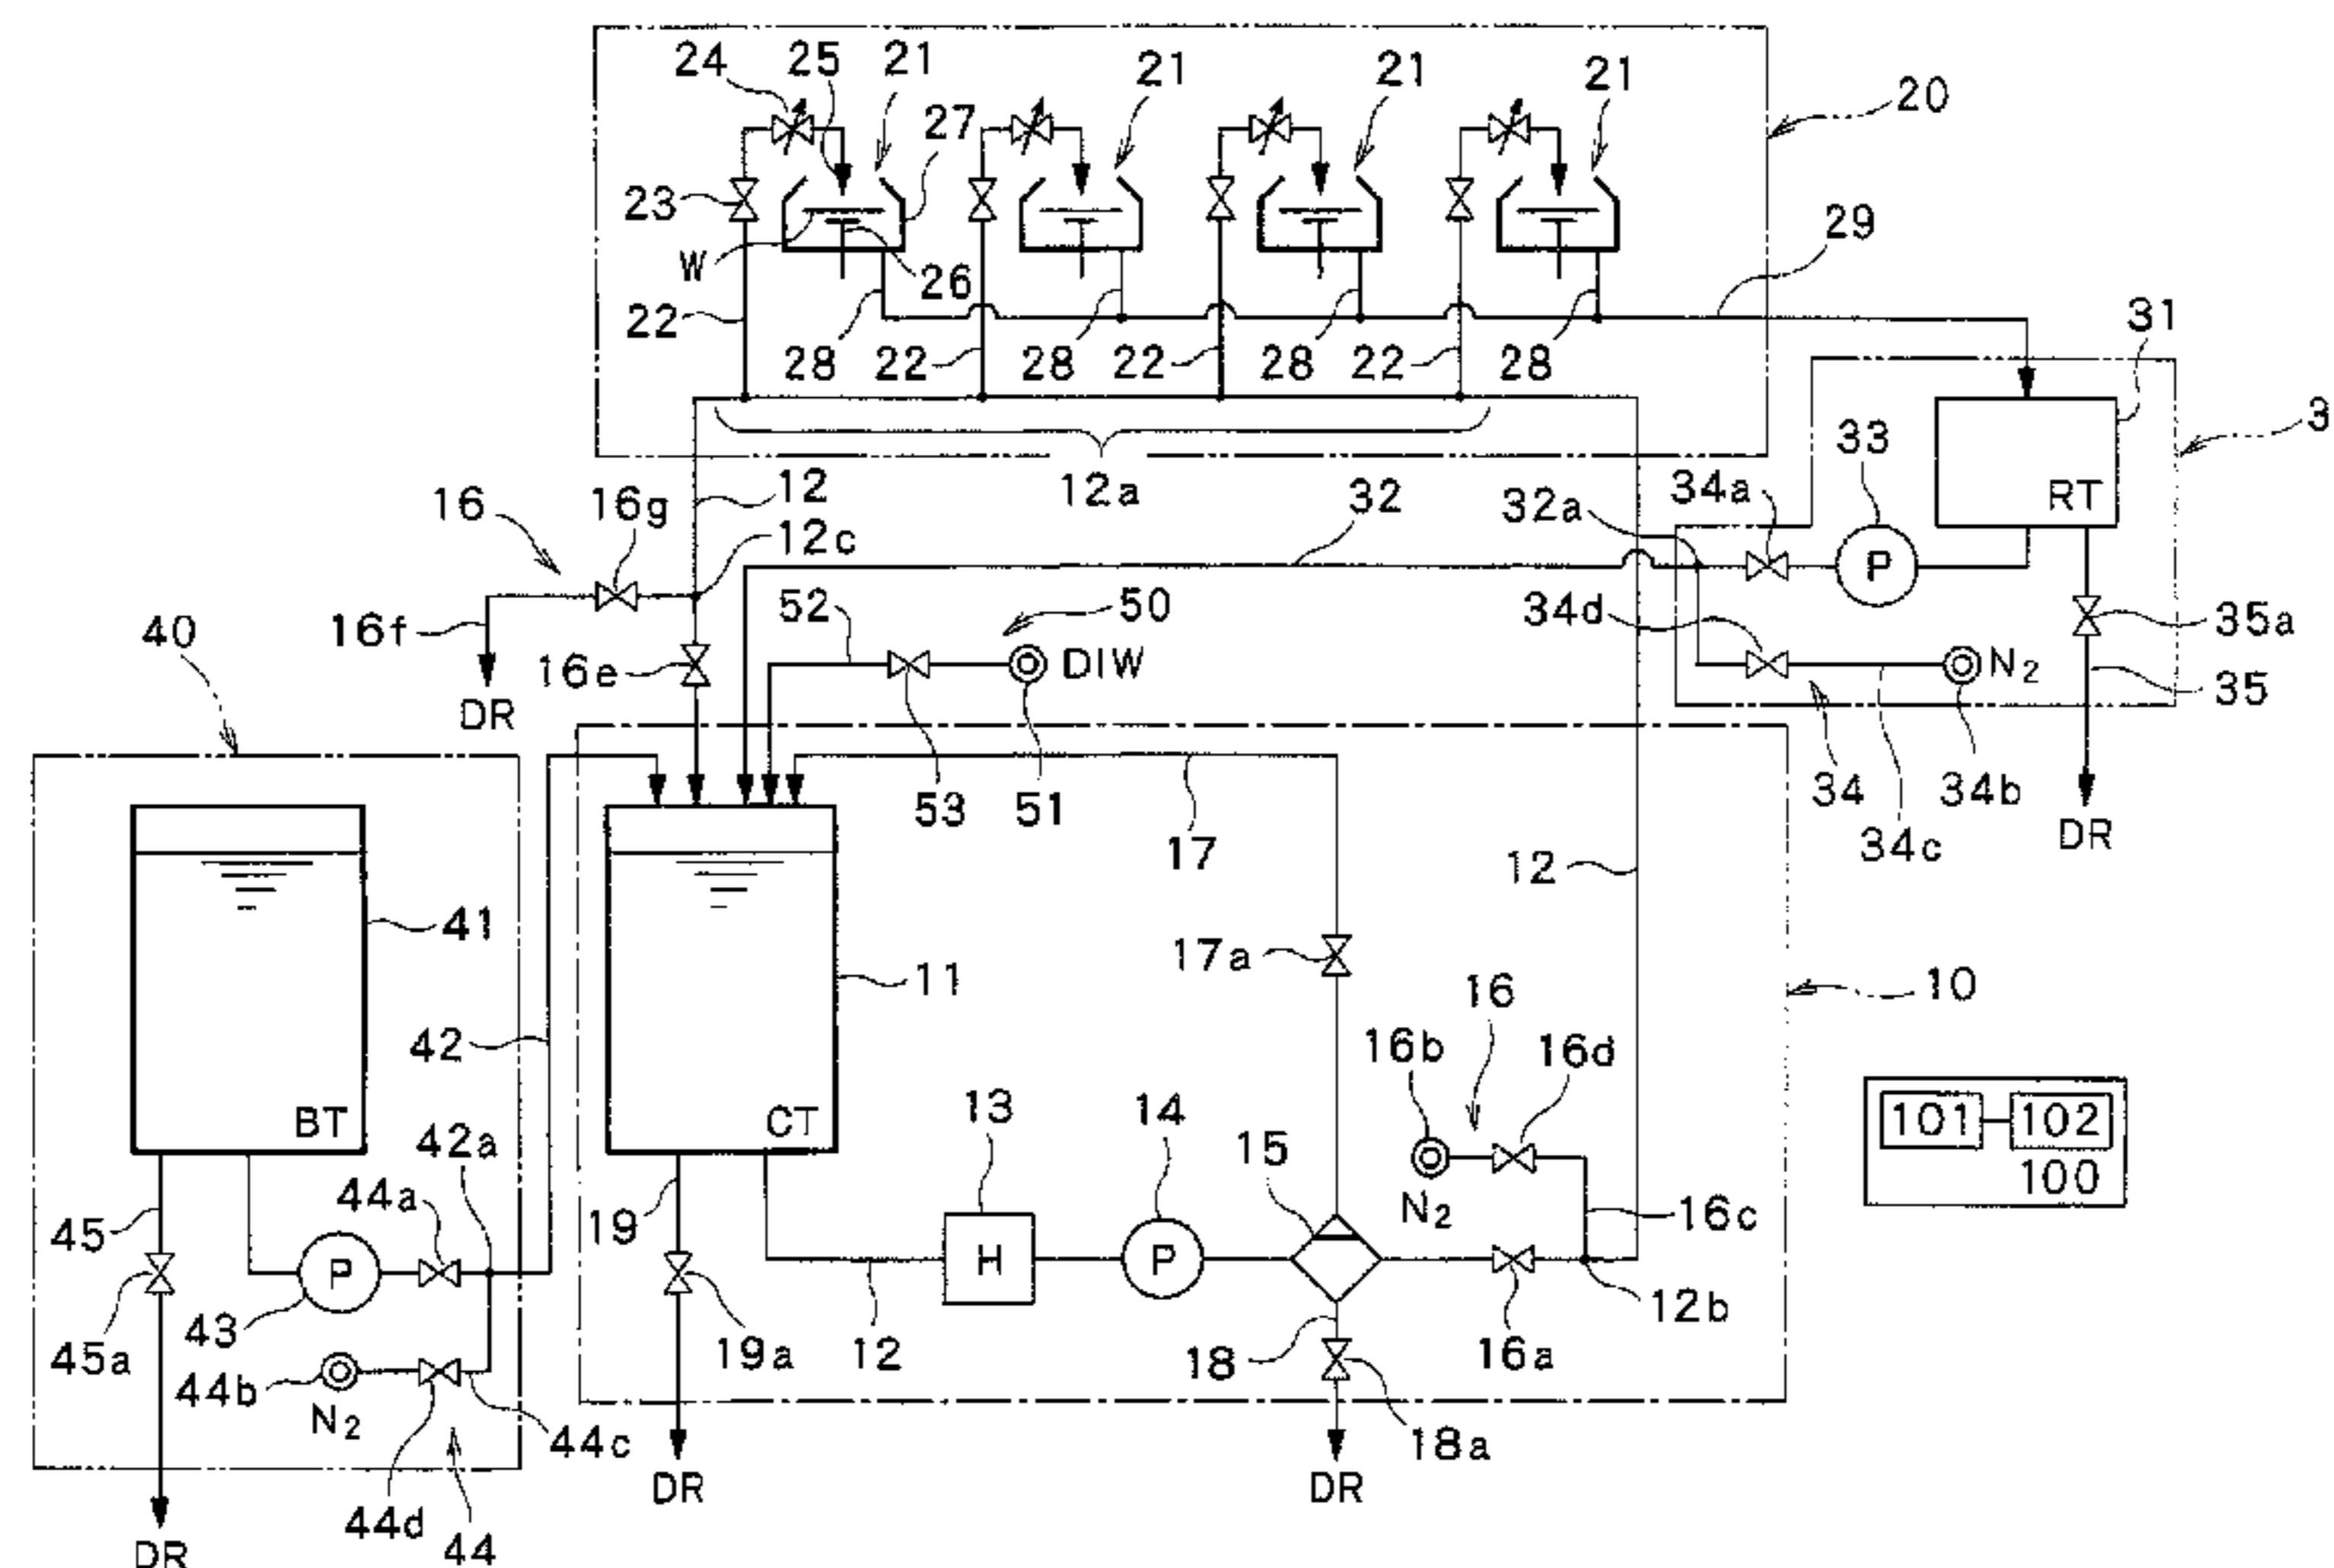 24 25 21 21 21 21 20
27
23
W 26 29
22 28 22 28 22 28 22 28 31
3
12 12a 32 32a 34a 33 RT
16 16g 12c
P
16f 16e 52 50 34d 35a
40 DIW N2 35
DR
53 51 17 34 34b
34c DR
12
41 11 17a
10
42 16
16b 16d
BT CT 13 14 15 101 102
42a N2 16c 100
45 44a 19
P H P
43 12b
45a 19a 12 18 16a
44b
N2 44c 18a
DR DR
44d 44
DR